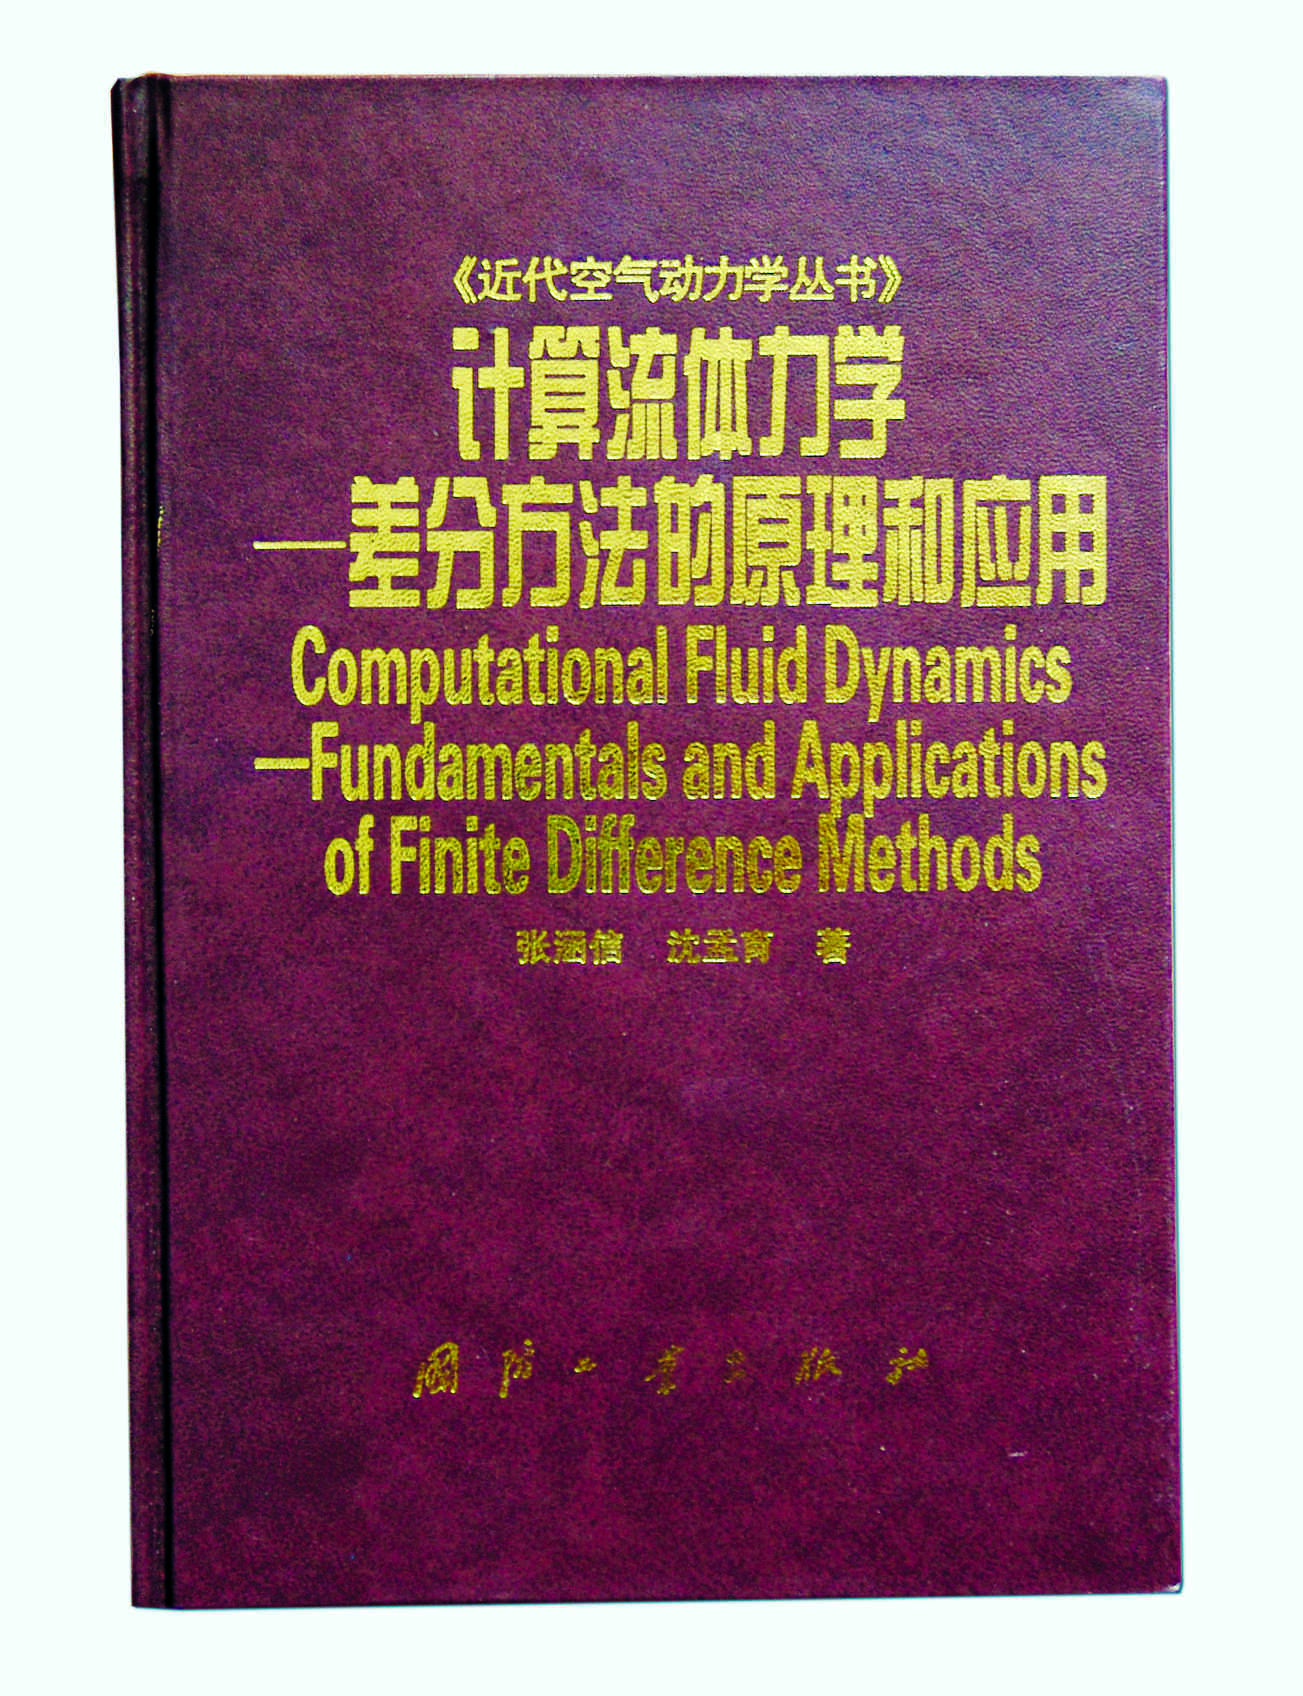 《近代空气动力学丛书》
计算流体力学
—差分方法的原理和应用
Computational Fluid Dynamics
—Fundamentals and Applications
of Finite Difference Methods
张涵信 沈孟育 著
国防工业出版社